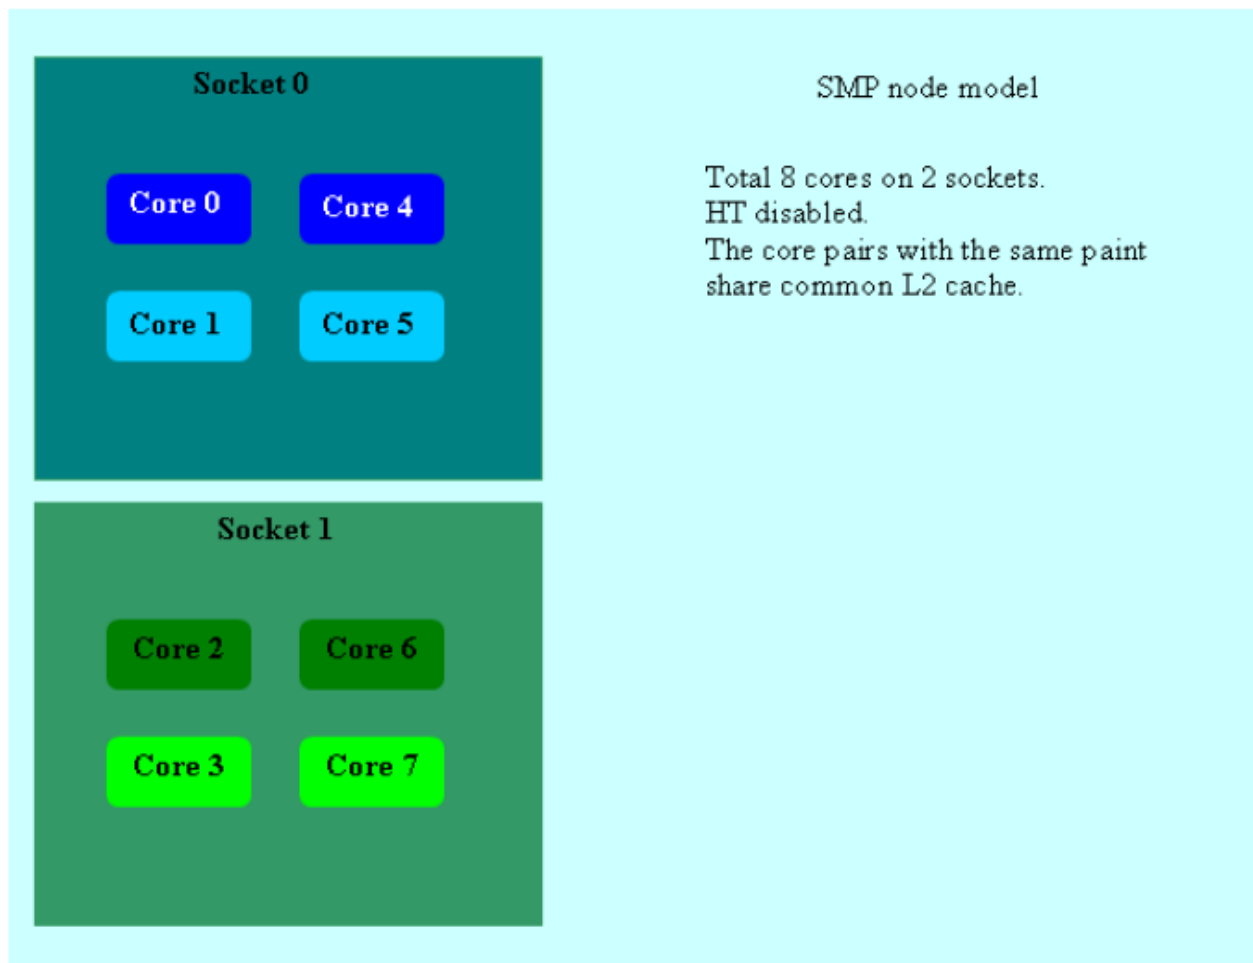 Socket 0
Core 0
Core 4
Core 1
Core 5
Socket 1
Core 2
Core 6
Core 3
Core 7
SMP node model
Total 8 cores on 2 sockets.
HT disabled.
The core pairs with the same paint
share common L2 cache.